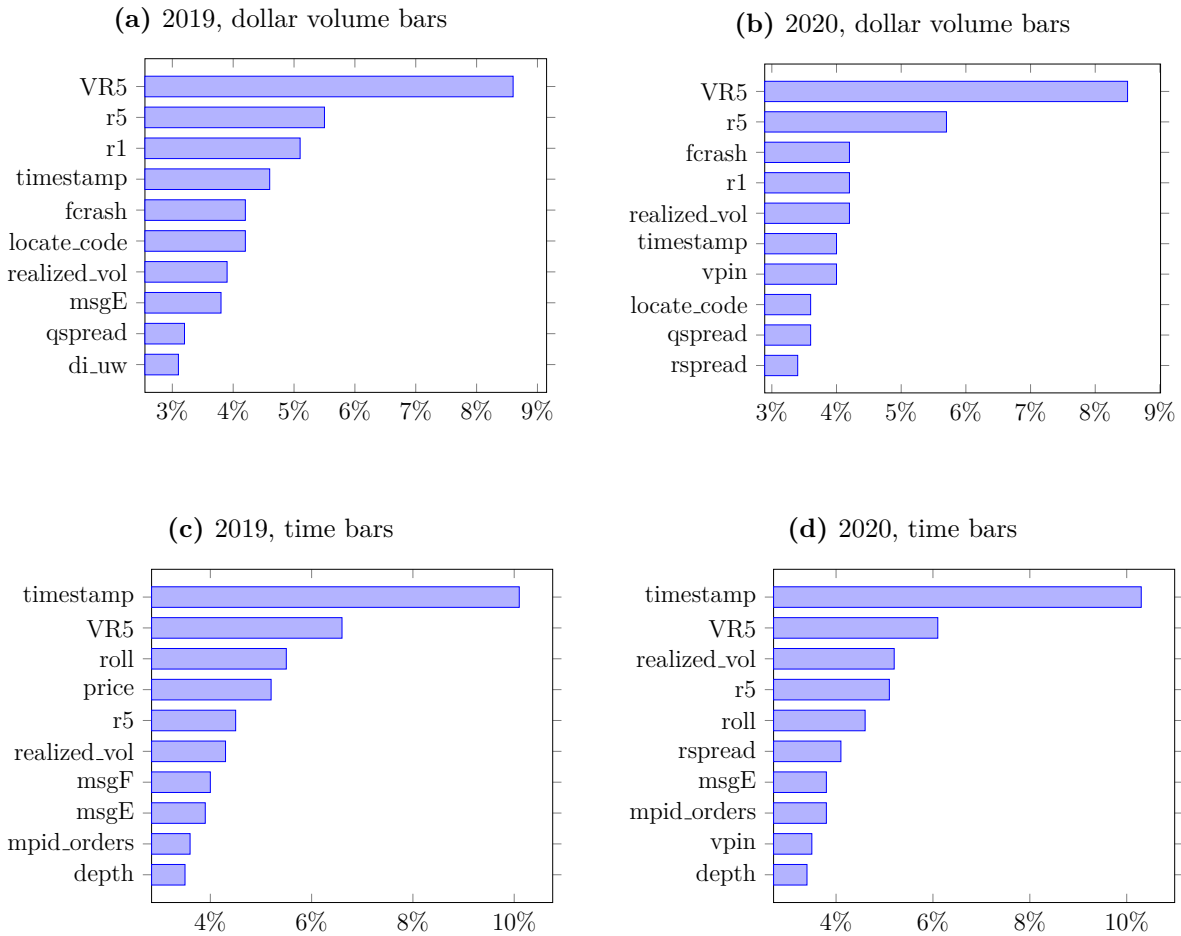 (a) 2019, dollar volume bars
VR5
r5
r1
timestamp
fcrash
locate_code
realized_vol
msgE
qspread
di_uw
3% 4% 5% 6% 7% 8% 9%
(b) 2020, dollar volume bars
VR5
r5
fcrash
r1
realized_vol
timestamp
vpin
locate_code
qspread
rspread
3% 4% 5% 6% 7% 8% 9%
(c) 2019, time bars
timestamp
VR5
roll
price
r5
realized_vol
msgF
msgE
mpid_orders
depth
4% 6% 8% 10%
(d) 2020, time bars
timestamp
VR5
realized_vol
r5
roll
rspread
msgE
mpid_orders
vpin
depth
4% 6% 8% 10%